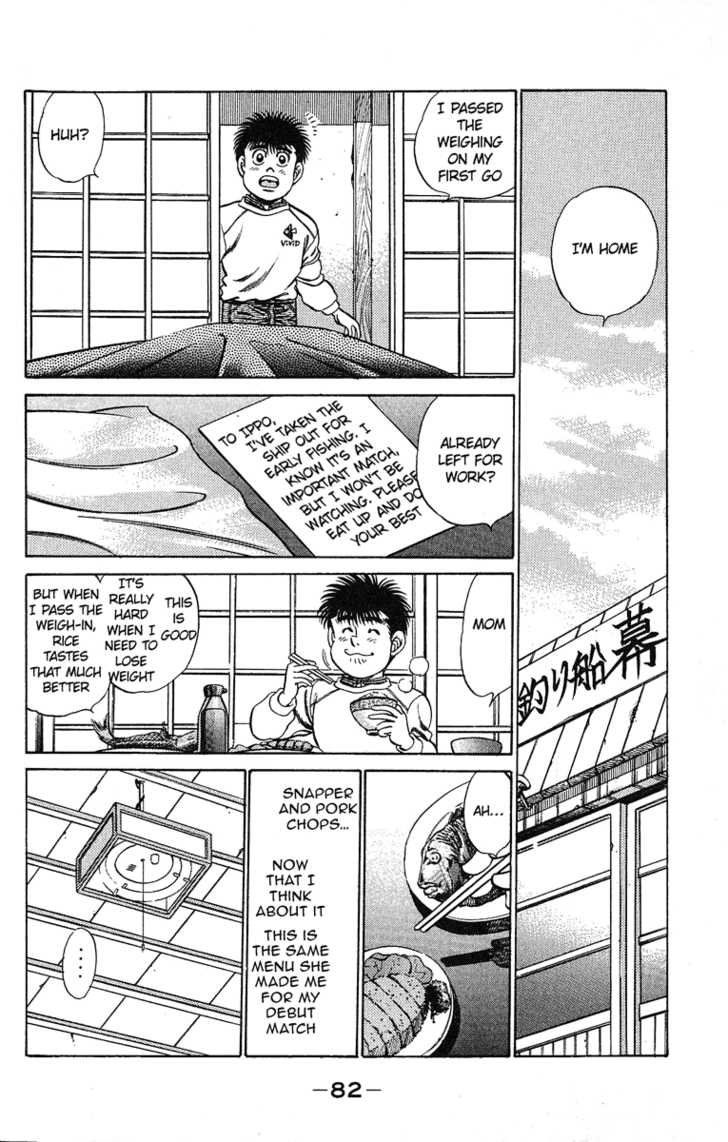 I'M HOME
釣り船 幕
I PASSED
THE
WEIGHING
ON MY
FIRST GO
HUH?
VIVID
ALREADY
LEFT FOR
WORK?
TO IPPO,
I'VE TAKEN THE
SHIP OUT FOR
EARLY FISHING. I
KNOW IT'S AN
IMPORTANT MATCH,
BUT I WON'T BE
WATCHING. PLEASE
EAT UP AND DO
YOUR BEST
MOM
THIS
IS
GOOD
IT'S
REALLY
HARD
WHEN I
NEED TO
LOSE
WEIGHT
BUT WHEN
I PASS THE
WEIGH-IN,
RICE
TASTES
THAT MUCH
BETTER
AH...
SNAPPER
AND PORK
CHOPS...
NOW
THAT I
THINK
ABOUT IT
THIS IS
THE SAME
MENU SHE
MADE ME
FOR MY
DEBUT
MATCH
...
-82-